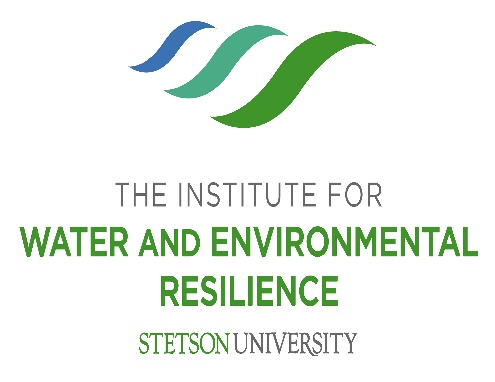 THE INSTITUTE FOR
WATER AND ENVIRONMENTAL
RESILIENCE
STETSON UNIVERSITY